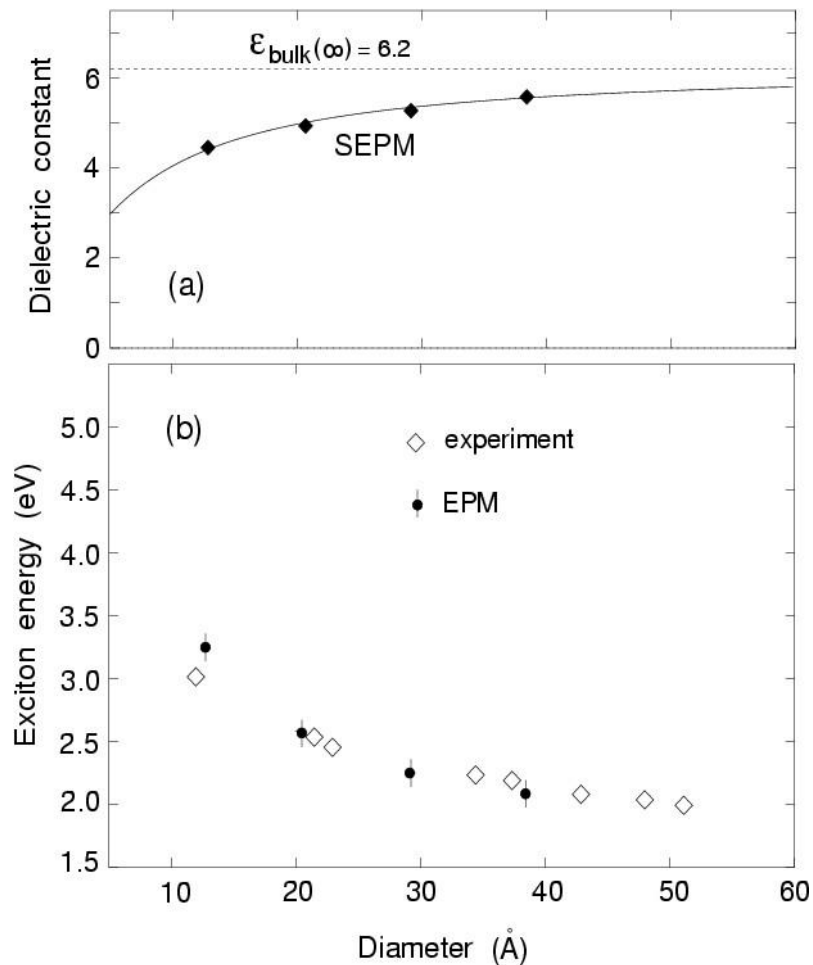 ε_bulk(∞) = 6.2
6
SEPM
4
Dielectric constant
2
(a)
0
(b)
5.0
experiment
4.5
EPM
4.0
Exciton energy (eV)
3.5
3.0
2.5
2.0
1.5
10 20 30 40 50 60
Diameter (Å)